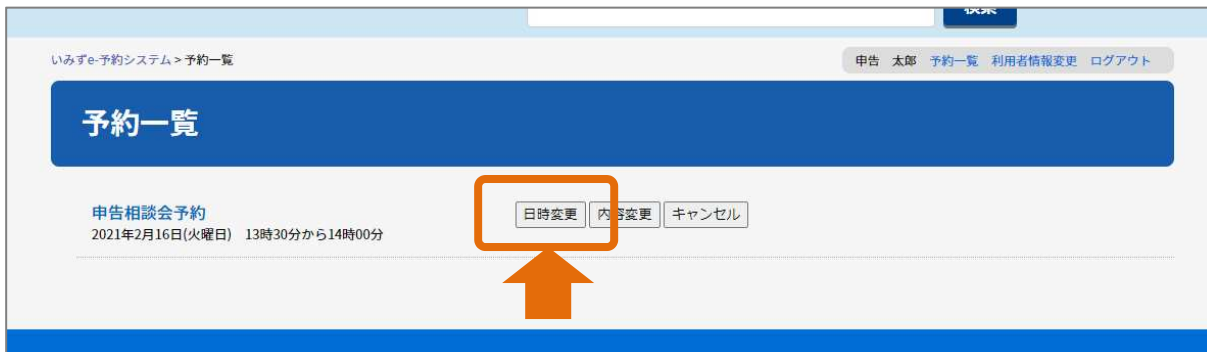 検索
いみずe-予約システム > 予約一覧
申告 太郎 予約一覧 利用者情報変更 ログアウト
予約一覧
申告相談会予約
日時変更 内容変更 キャンセル
2021年2月16日(火曜日) 13時30分から14時00分